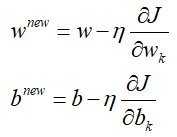 w^{new} = w - η ∂J/∂w_k
b^{new} = b - η ∂J/∂b_k